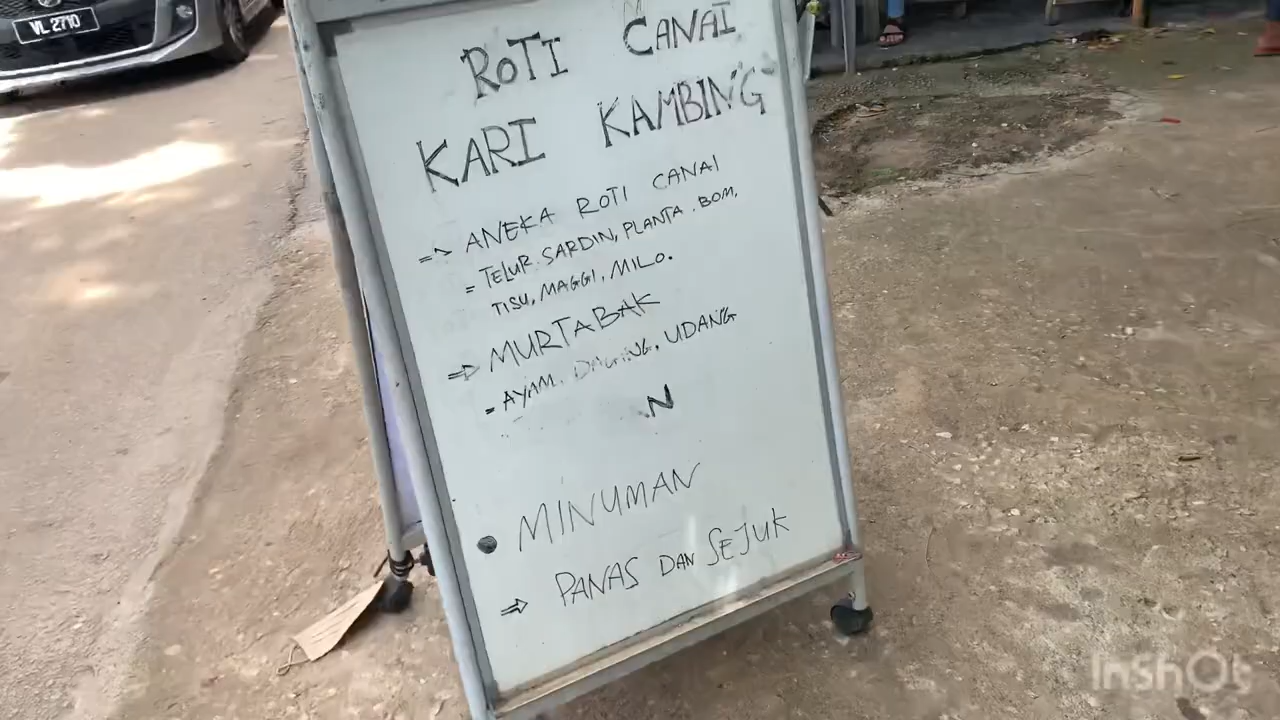 VL 2710
ROTI CANAI
KARI KAMBING
=> ANEKA ROTI CANAI
= TELUR. SARDIN, PLANTA. BOM,
TISU, MAGGI, MILO.
=> MURTABAK
= AYAM. DAGING, UDANG
N
• MINUMAN
=> PANAS DAN SEJUK
InShOt